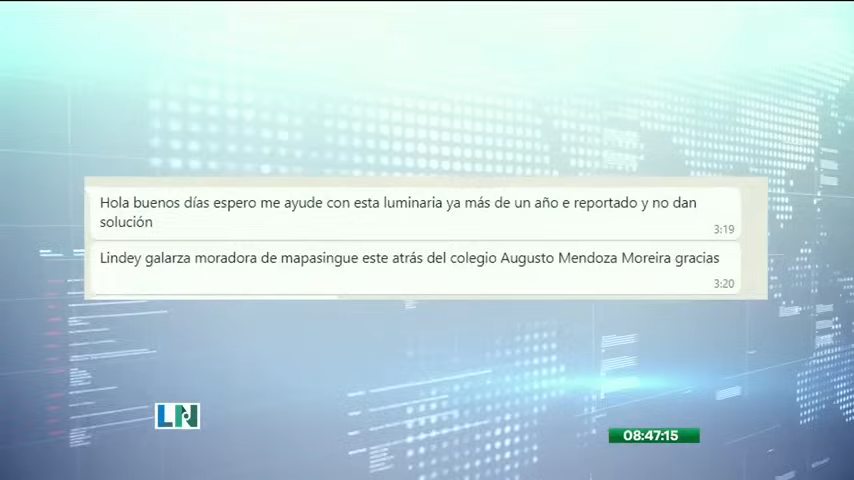 Hola buenos días espero me ayude con esta luminaria ya más de un año e reportado y no dan
solución
3:19
Lindey galarza moradora de mapasingue este atrás del colegio Augusto Mendoza Moreira gracias
3:20
LN
08:47:15